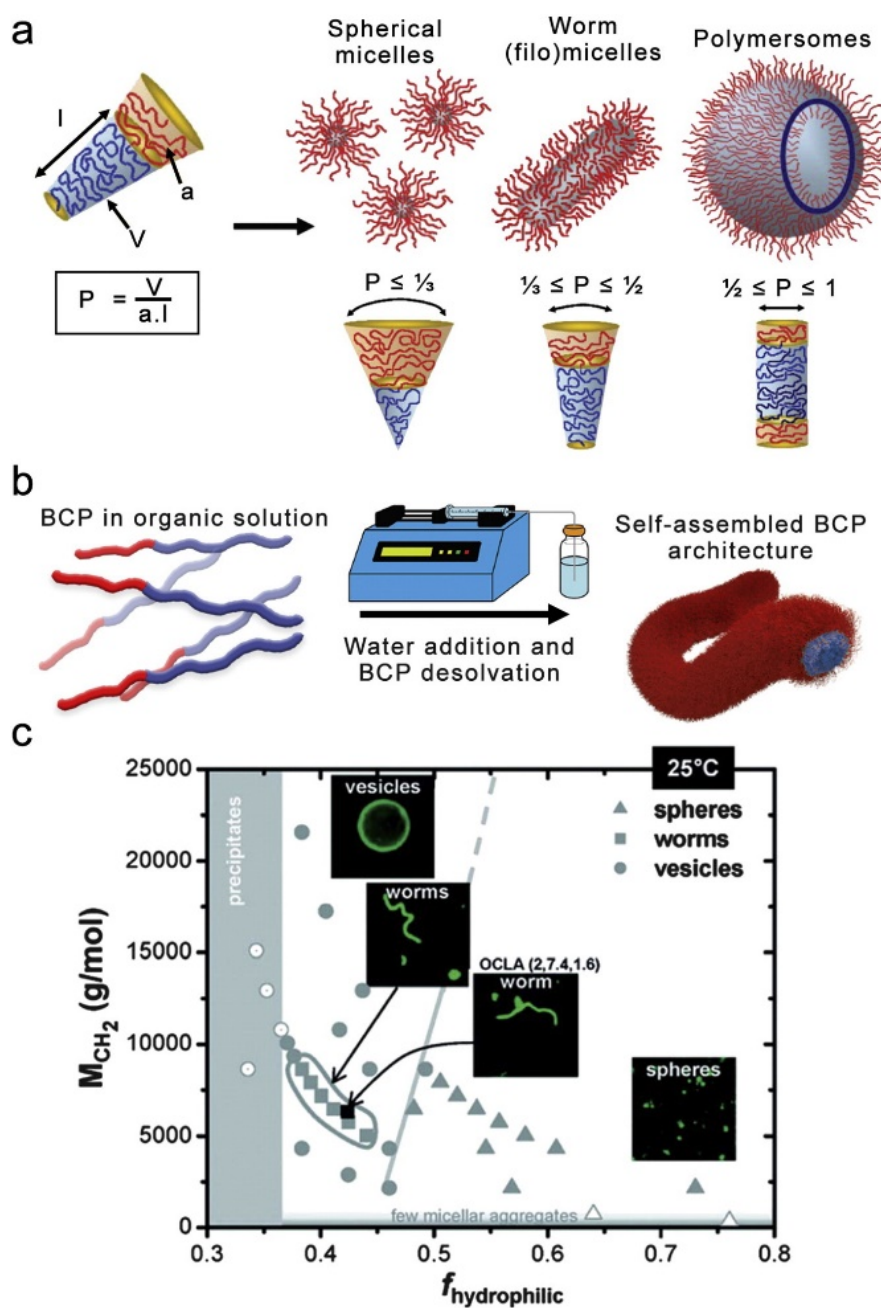 a
Spherical
micelles
Worm
(filo)micelles
Polymersomes
l
a
V
P = V/a.l
P ≤ ⅓
⅓ ≤ P ≤ ½
½ ≤ P ≤ 1
b
BCP in organic solution
Water addition and
BCP desolvation
Self-assembled BCP
architecture
c
25000
20000
15000
10000
5000
0
M_CH₂ (g/mol)
precipitates
vesicles
worms
OCLA (2,7.4,1.6)
worm
25°C
spheres
worms
vesicles
spheres
few micellar aggregates
0.3 0.4 0.5 0.6 0.7 0.8
f_hydrophilic